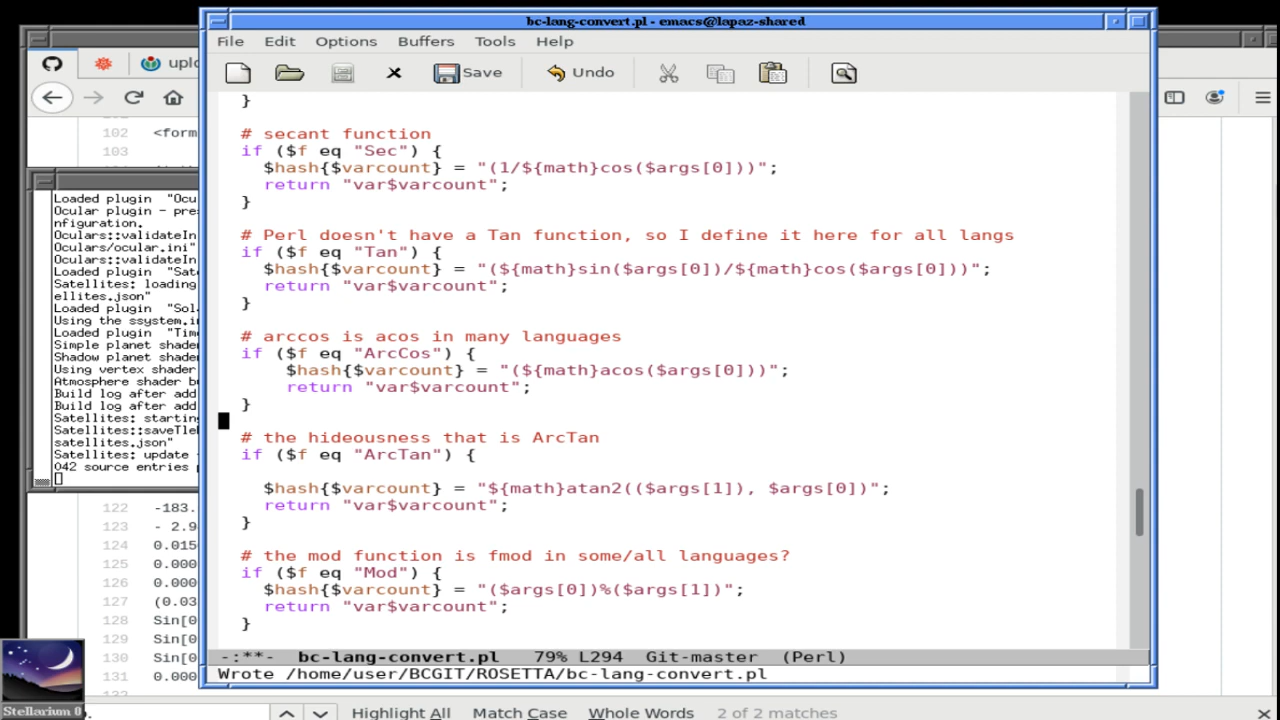 bc-lang-convert.pl - emacs@lapaz-shared
File Edit Options Buffers Tools Help
Save Undo
}
# secant function
if ($f eq "Sec") {
$hash{$varcount} = "(1/${math}cos($args[0]))";
return "var$varcount";
}
# Perl doesn't have a Tan function, so I define it here for all langs
if ($f eq "Tan") {
$hash{$varcount} = "(${math}sin($args[0])/${math}cos($args[0]))";
return "var$varcount";
}
# arccos is acos in many languages
if ($f eq "ArcCos") {
$hash{$varcount} = "(${math}acos($args[0]))";
return "var$varcount";
}
# the hideousness that is ArcTan
if ($f eq "ArcTan") {
$hash{$varcount} = "${math}atan2(($args[1]), $args[0])";
return "var$varcount";
}
# the mod function is fmod in some/all languages?
if ($f eq "Mod") {
$hash{$varcount} = "($args[0])%($args[1])";
return "var$varcount";
}
-:**- bc-lang-convert.pl 79% L294 Git-master (Perl)
Wrote /home/user/BCGIT/ROSETTA/bc-lang-convert.pl
uplo
102 <form
103
Loaded plugin "Ocu
Ocular plugin - pre
nfiguration.
Oculars::validateIn
Oculars/ocular.ini"
Oculars::validateIn
Loaded plugin "Sat
Satellites: loading
ellites.json"
Loaded plugin "Sol
Using the ssystem.in
Loaded plugin "Time
Simple planet shade
Shadow planet shade
Using vertex shader
Atmosphere shader b
Build log after add
Build log after add
Satellites: starting
Satellites::saveTle
satellites.json"
Satellites: update
042 source entries p
122 -183.
123 - 2.9
124 0.015
125 0.000
126 0.000
127 (0.03
128 Sin[0
129 Sin[0
130 Sin[0
131 0.000
Stellarium 0
Highlight All Match Case Whole Words 2 of 2 matches